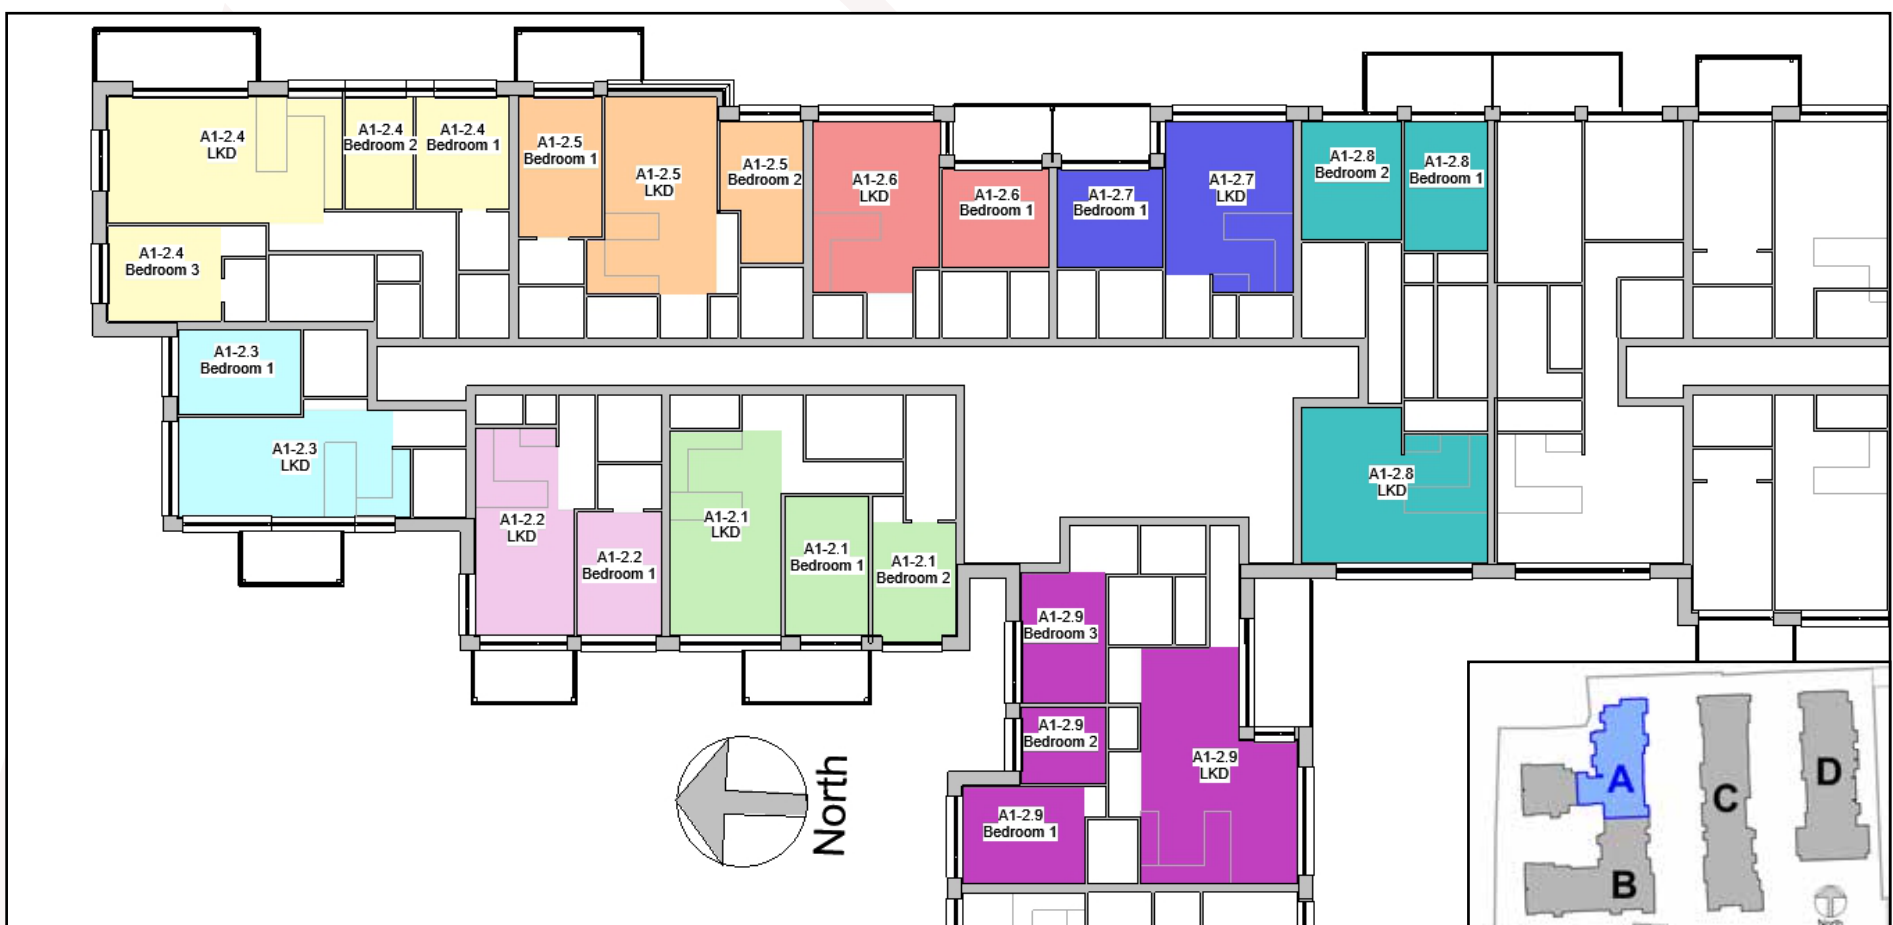 A1-2.4
LKD
A1-2.4
Bedroom 2
A1-2.4
Bedroom 1
A1-2.5
Bedroom 1
A1-2.5
LKD
A1-2.5
Bedroom 2
A1-2.6
LKD
A1-2.6
Bedroom 1
A1-2.7
Bedroom 1
A1-2.7
LKD
A1-2.8
Bedroom 2
A1-2.8
Bedroom 1
A1-2.4
Bedroom 3
A1-2.3
Bedroom 1
A1-2.3
LKD
A1-2.2
LKD
A1-2.2
Bedroom 1
A1-2.1
LKD
A1-2.1
Bedroom 1
A1-2.1
Bedroom 2
A1-2.8
LKD
A1-2.9
Bedroom 3
A1-2.9
Bedroom 2
A1-2.9
LKD
A1-2.9
Bedroom 1
North
A
B
C
D